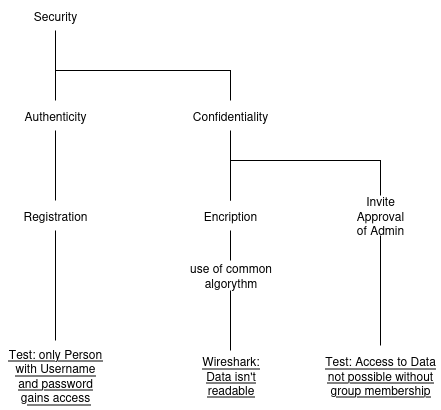 Security
Authenticity
Confidentiality
Registration
Encription
Invite
Approval
of Admin
use of common
algorythm
Test: only Person
with Username
and password
gains access
Wireshark:
Data isn't
readable
Test: Access to Data
not possible without
group membership